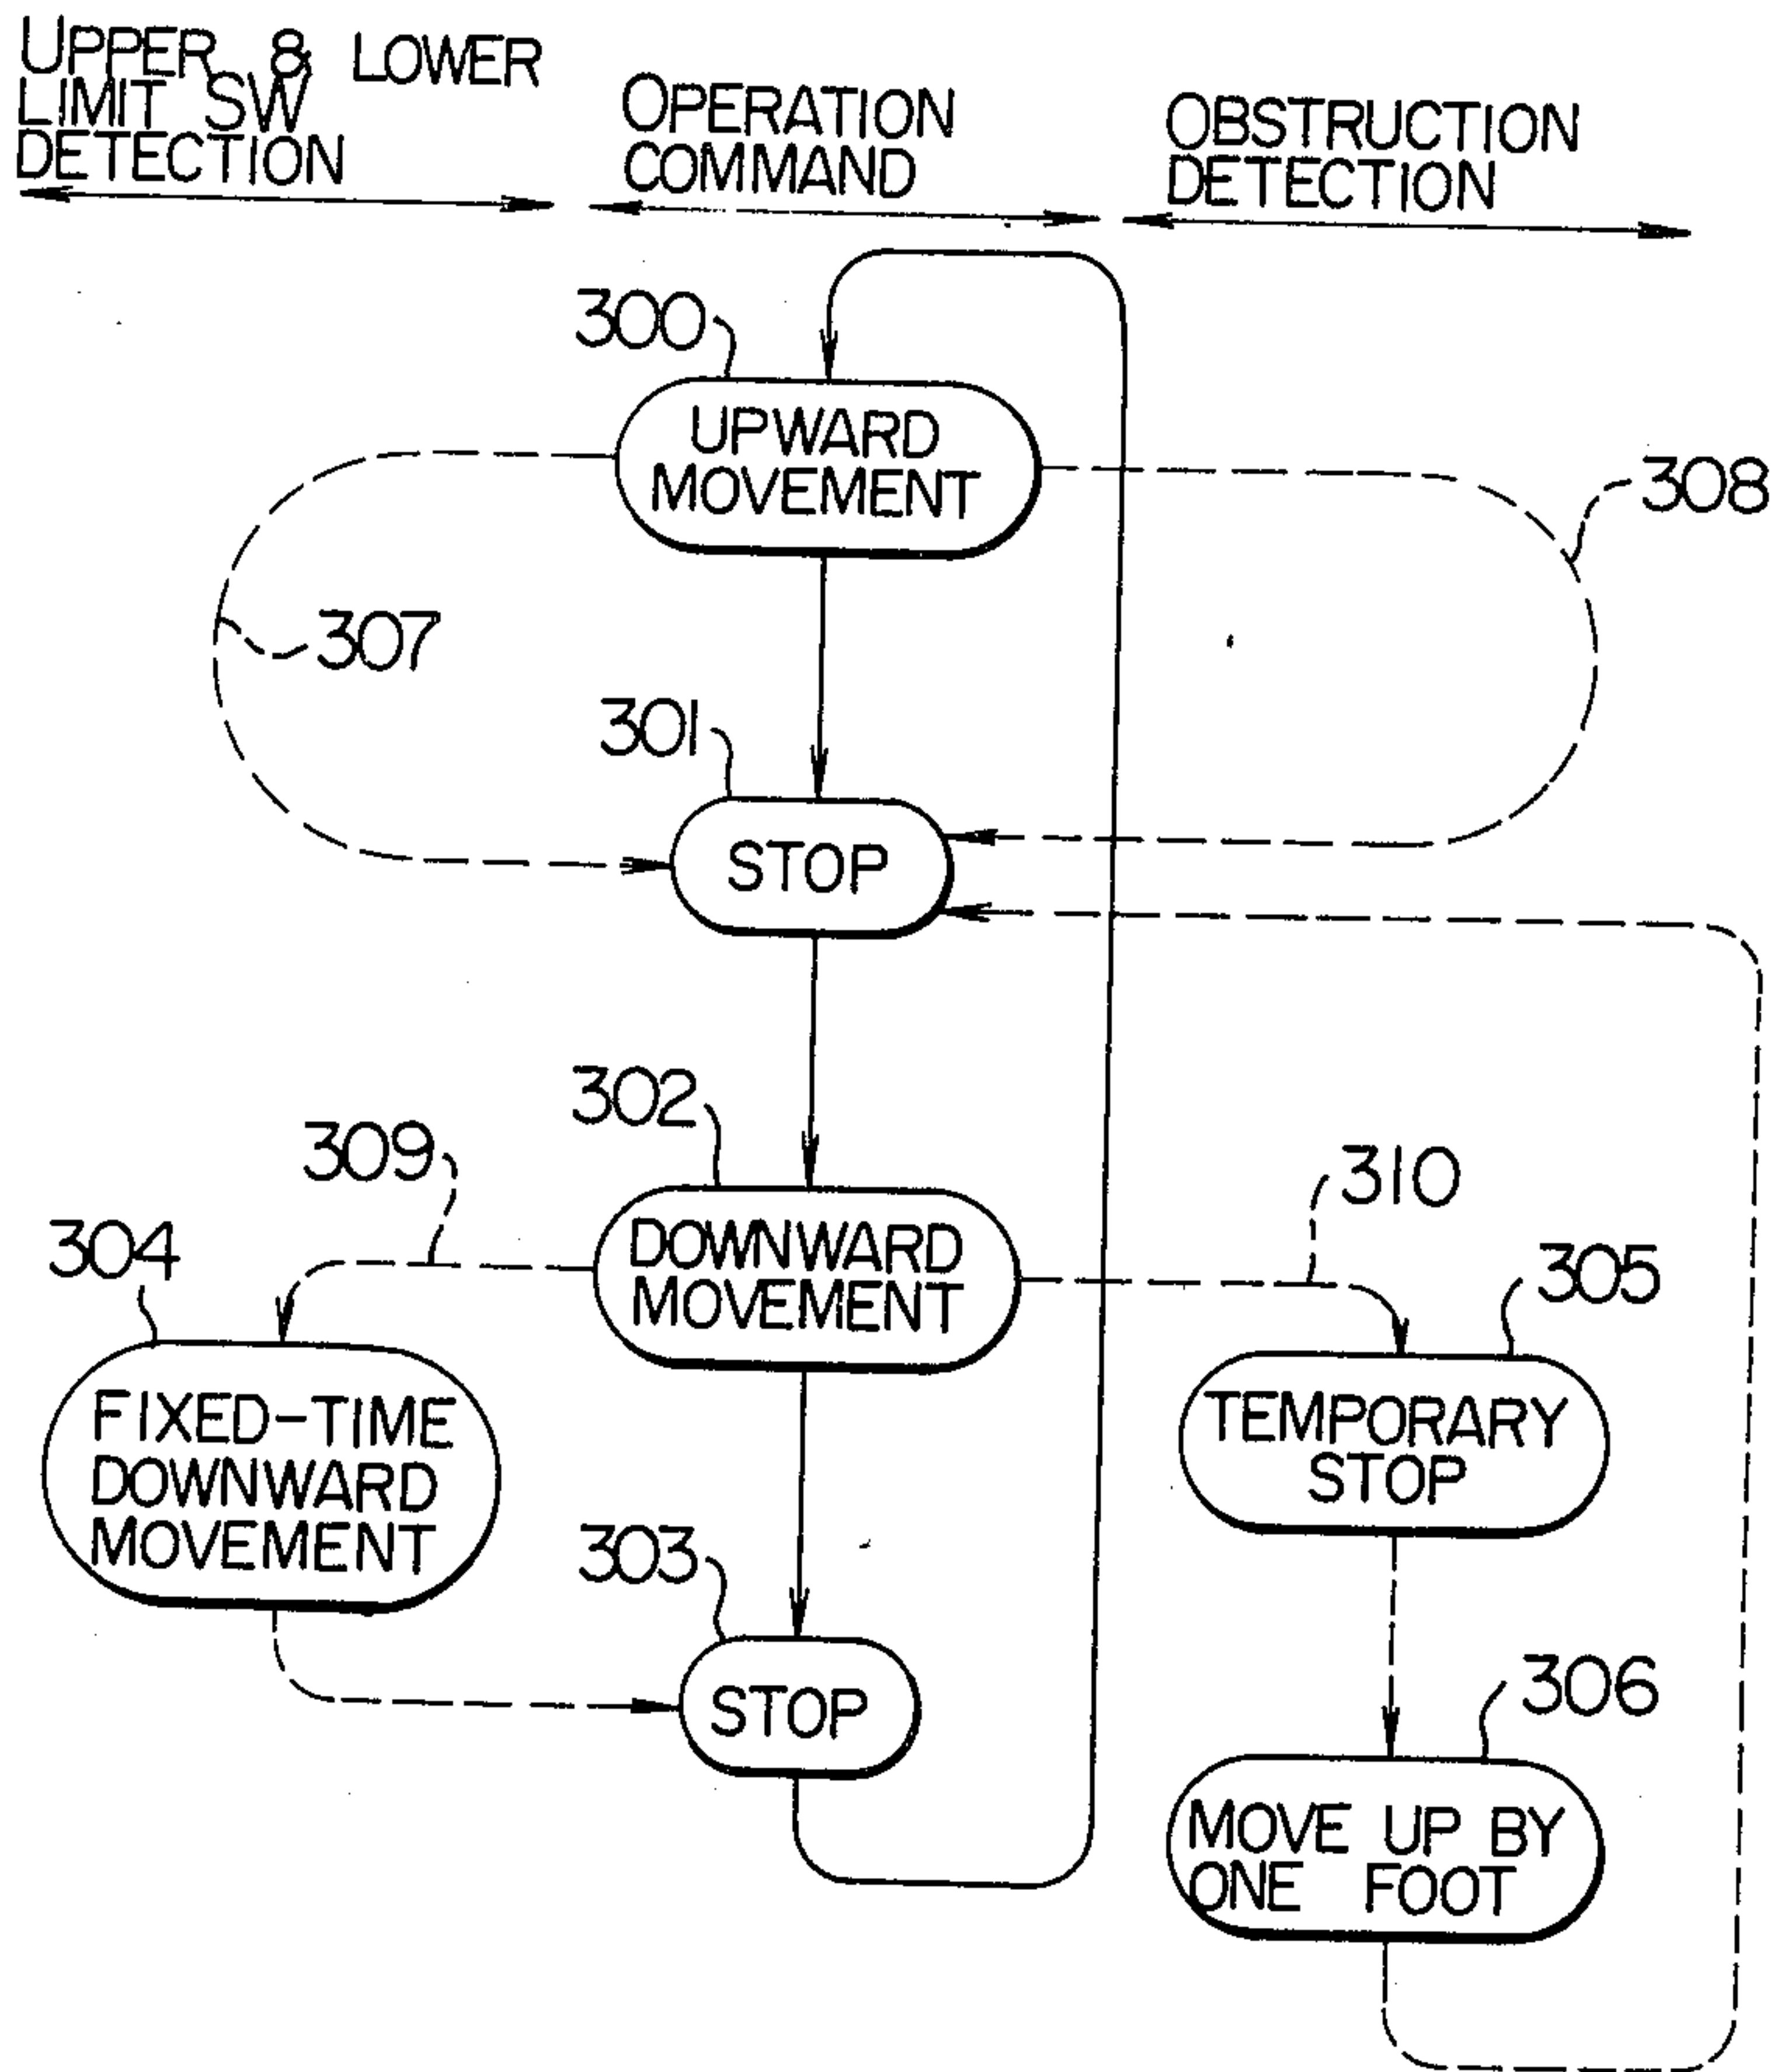 UPPER & LOWER
LIMIT SW
DETECTION
OPERATION
COMMAND
OBSTRUCTION
DETECTION
300
UPWARD
MOVEMENT
308
307
301
STOP
302
309
310
304
DOWNWARD
MOVEMENT
305
FIXED-TIME
DOWNWARD
MOVEMENT
TEMPORARY
STOP
303
STOP
306
MOVE UP BY
ONE FOOT